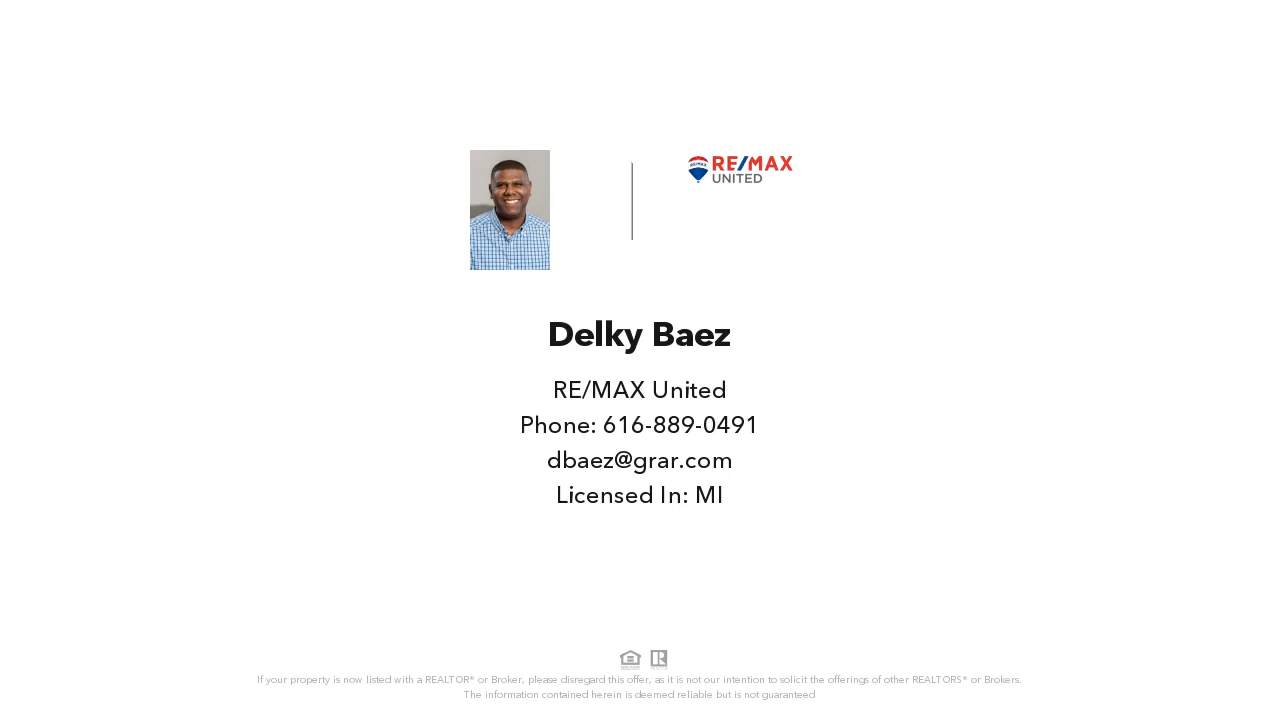 RE/MAX
UNITED
Delky Baez
RE/MAX United
Phone: 616-889-0491
dbaez@grar.com
Licensed In: MI
If your property is now listed with a REALTOR® or Broker, please disregard this offer, as it is not our intention to solicit the offerings of other REALTORS® or Brokers.
The information contained herein is deemed reliable but is not guaranteed